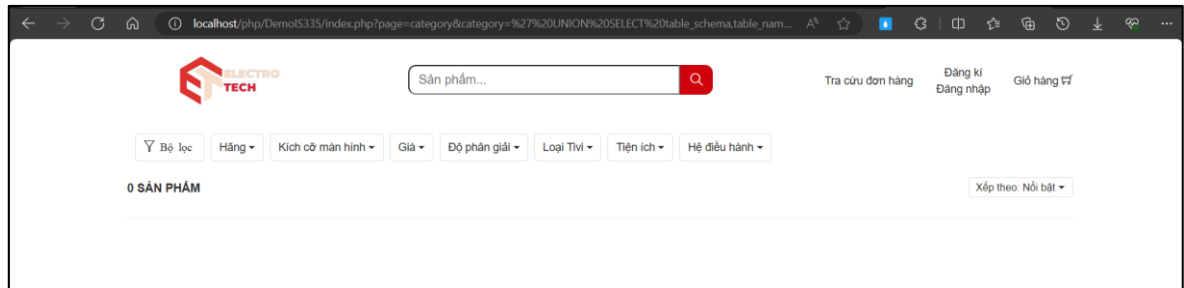 localhost/php/DemoIS335/index.php?page=category&category=%27%20UNION%20SELECT%20table_schema,table_nam...
ELECTRO
TECH
Sản phẩm...
Tra cứu đơn hàng
Đăng kí
Đăng nhập
Giỏ hàng
Bộ lọc
Hãng
Kích cỡ màn hình
Giá
Độ phân giải
Loại Tivi
Tiện ích
Hệ điều hành
0 SẢN PHẨM
Xếp theo: Nổi bật